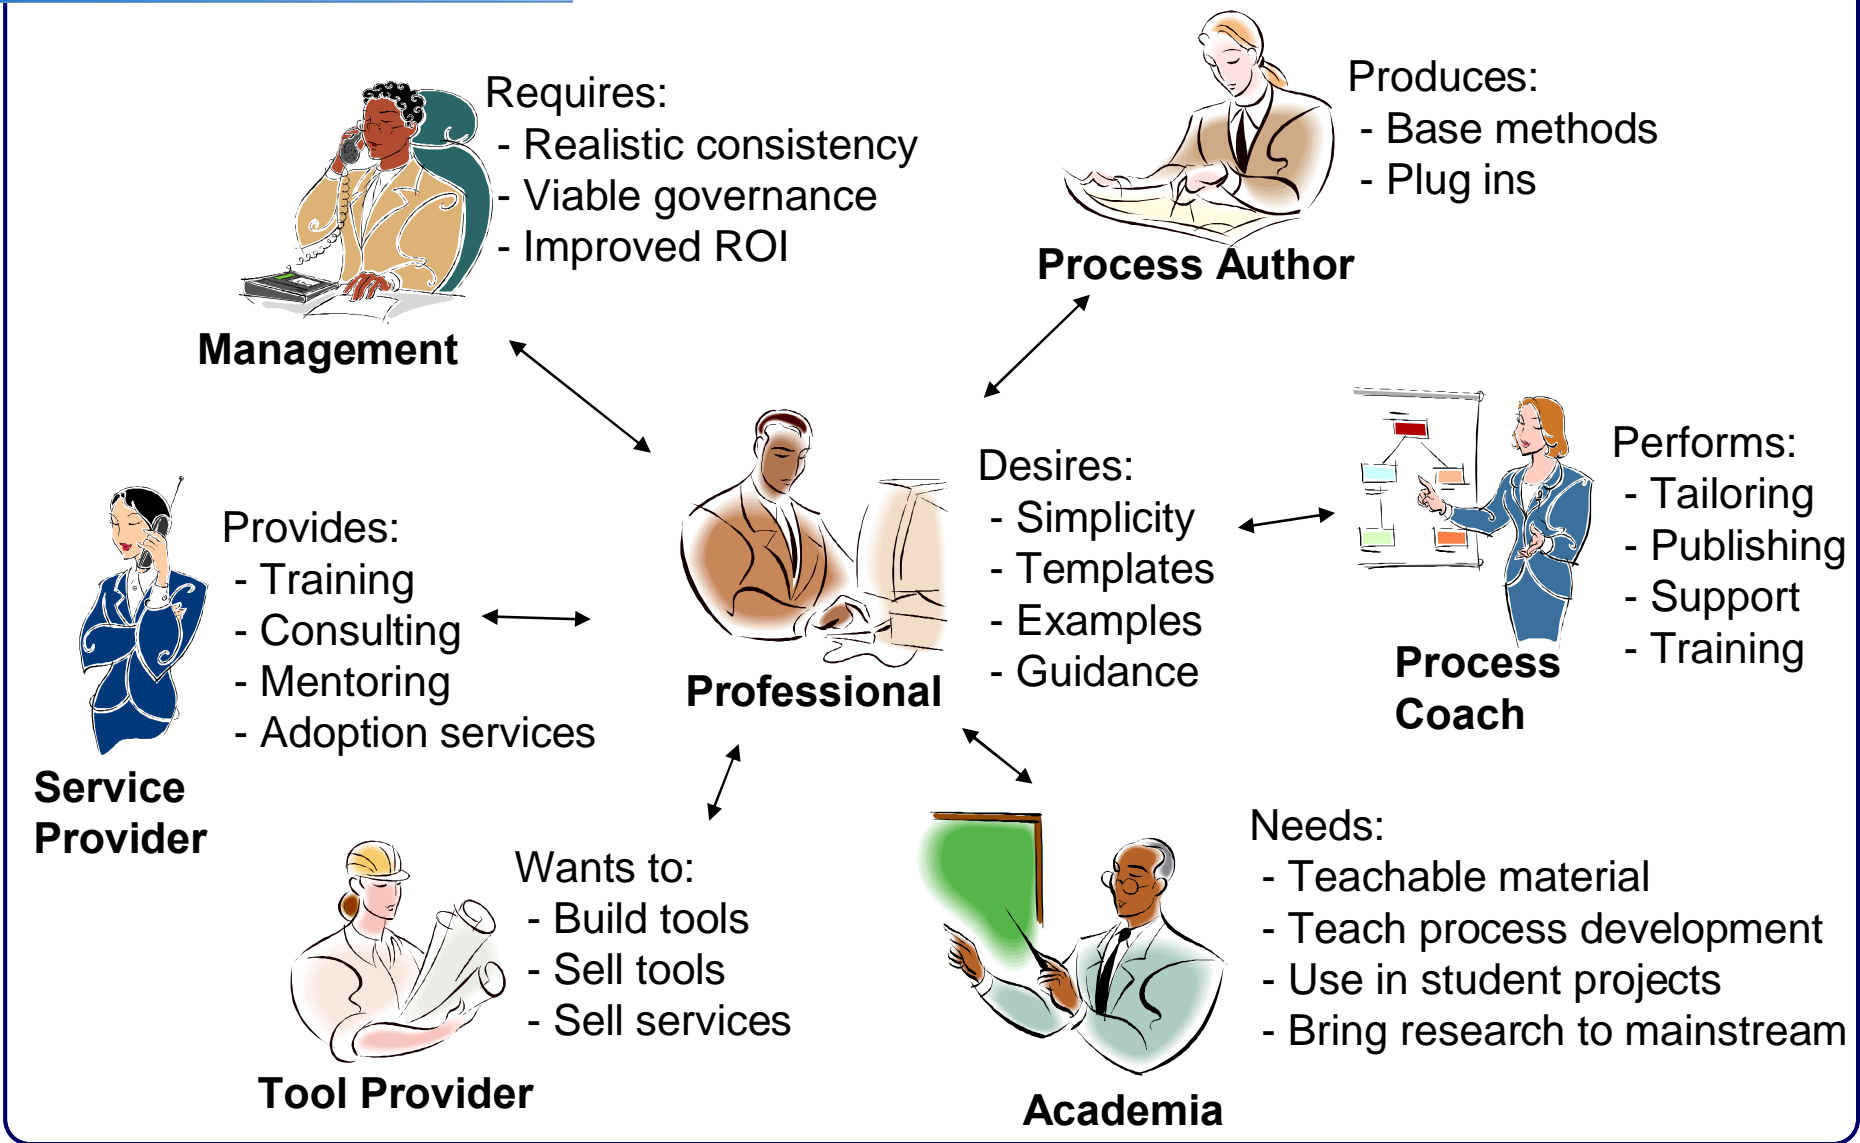 Requires:
- Realistic consistency
- Viable governance
- Improved ROI
Management
Produces:
- Base methods
- Plug ins
Process Author
Desires:
- Simplicity
- Templates
- Examples
- Guidance
Professional
Performs:
- Tailoring
- Publishing
- Support
- Training
Process
Coach
Provides:
- Training
- Consulting
- Mentoring
- Adoption services
Service
Provider
Wants to:
- Build tools
- Sell tools
- Sell services
Tool Provider
Needs:
- Teachable material
- Teach process development
- Use in student projects
- Bring research to mainstream
Academia